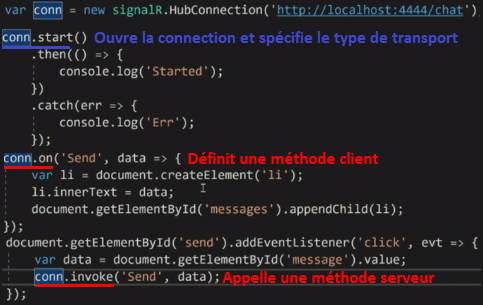 var conn = new signalR.HubConnection('http://localhost:4444/chat')
conn.start() Ouvre la connection et spécifie le type de transport
.then(() => {
console.log('Started');
})
.catch(err => {
console.log('Err');
});
conn.on('Send', data => { Définit une méthode client
var li = document.createElement('li');
li.innerText = data;
document.getElementById('messages').appendChild(li);
});
document.getElementById('send').addEventListener('click', evt => {
var data = document.getElementById('message').value;
conn.invoke('Send', data); Appelle une méthode serveur
});